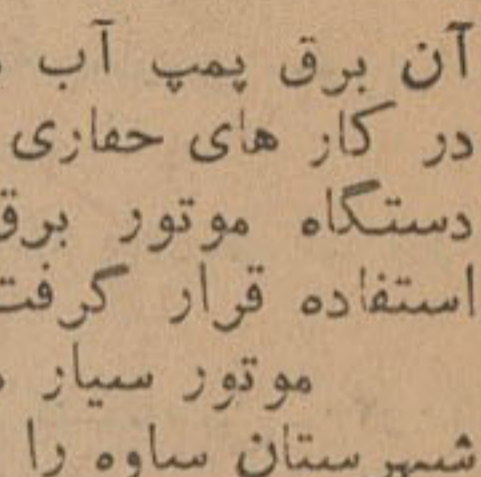 آن برق پمپ آب
در کار های حفاری
دستگاه موتور برق
استفاده قرار گرفت
موتور سیار
شهرستان ساوه را